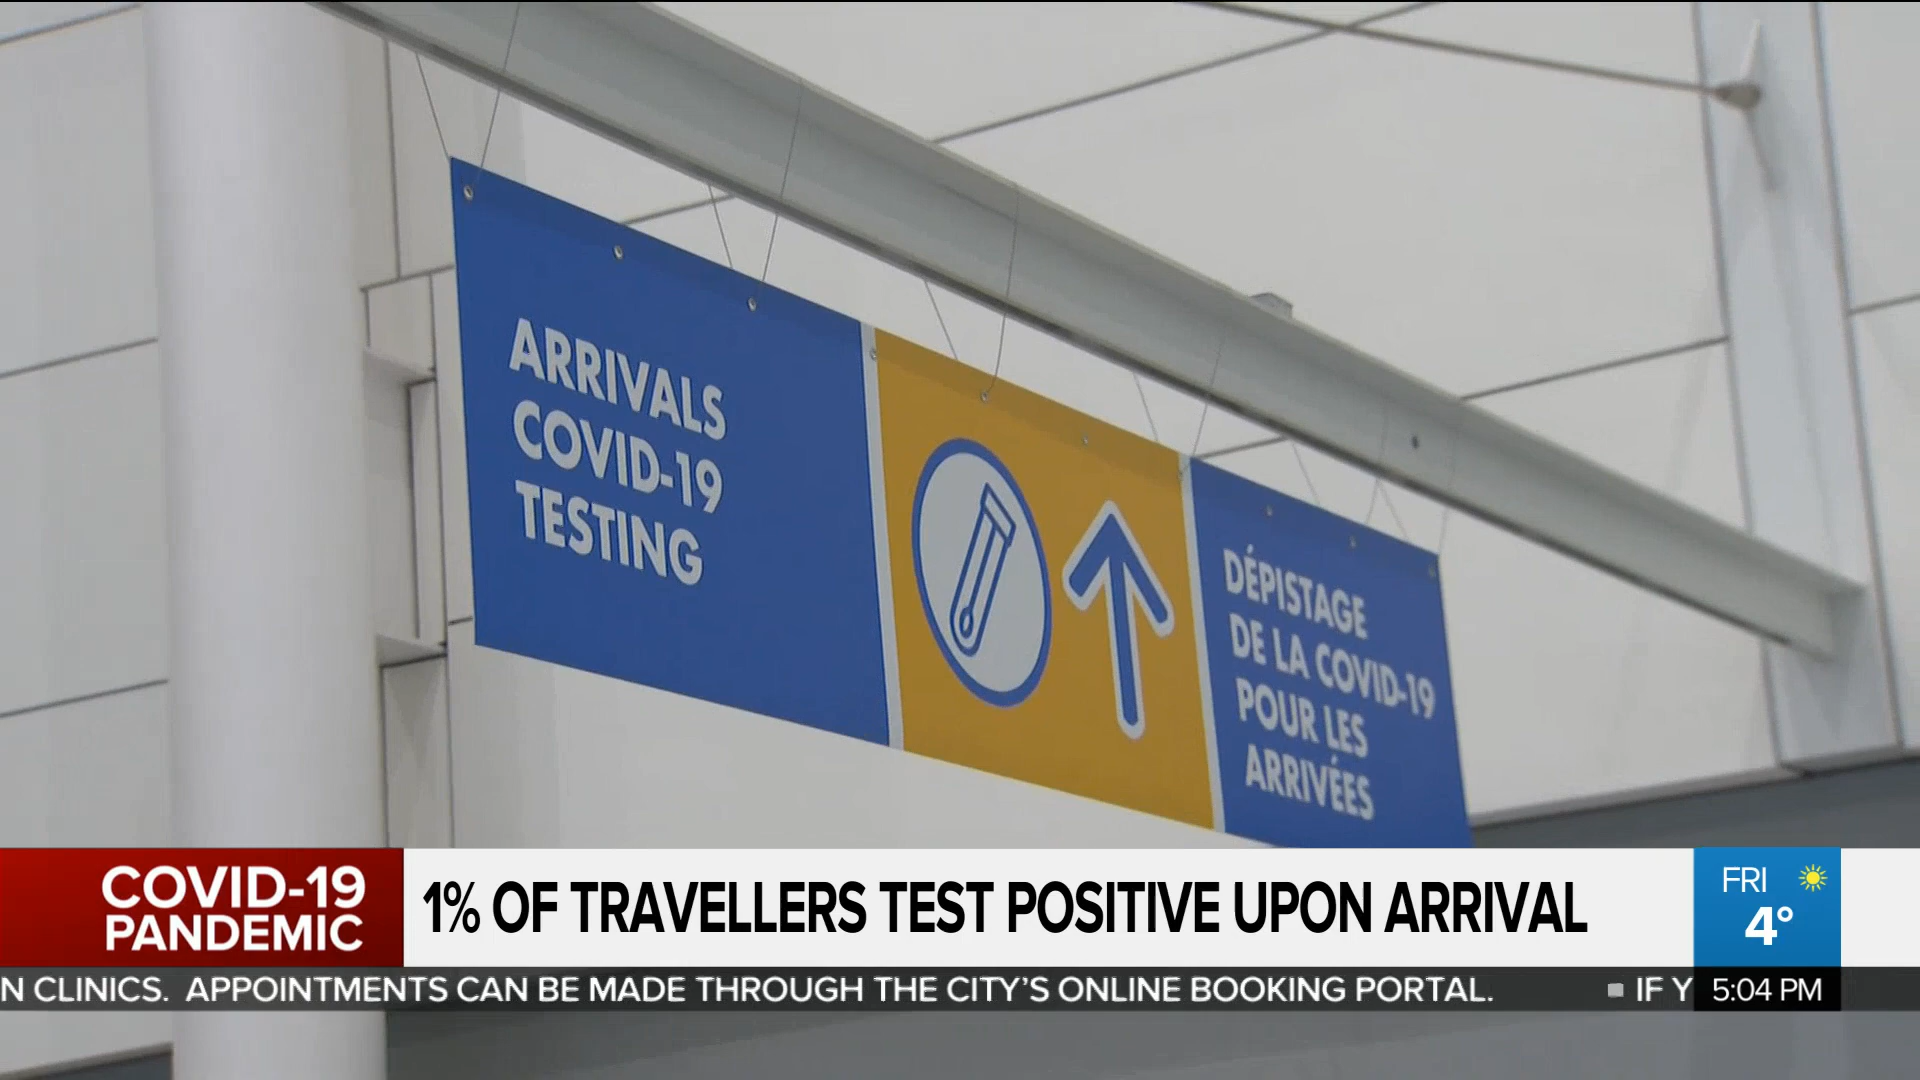 ARRIVALS
COVID-19
TESTING
DÉPISTAGE
DE LA COVID-19
POUR LES
ARRIVÉES
COVID-19
PANDEMIC
1% OF TRAVELLERS TEST POSITIVE UPON ARRIVAL
FRI
4°
N CLINICS. APPOINTMENTS CAN BE MADE THROUGH THE CITY'S ONLINE BOOKING PORTAL. IF Y
5:04 PM